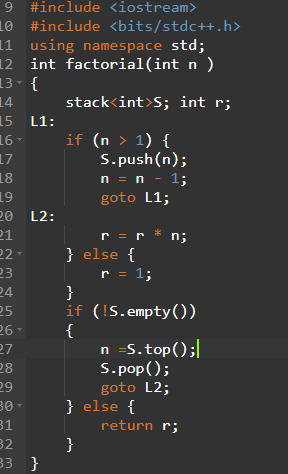 9 #include <iostream>
10 #include <bits/stdc++.h>
11 using namespace std;
12 int factorial(int n )
13 {
14     stack<int>S; int r;
15 L1:
16     if (n > 1) {
17         S.push(n);
18         n = n - 1;
19         goto L1;
20 L2:
21         r = r * n;
22     } else {
23         r = 1;
24     }
25     if (!S.empty())
26     {
27         n =S.top();
28         S.pop();
29         goto L2;
30     } else {
31         return r;
32     }
33 }